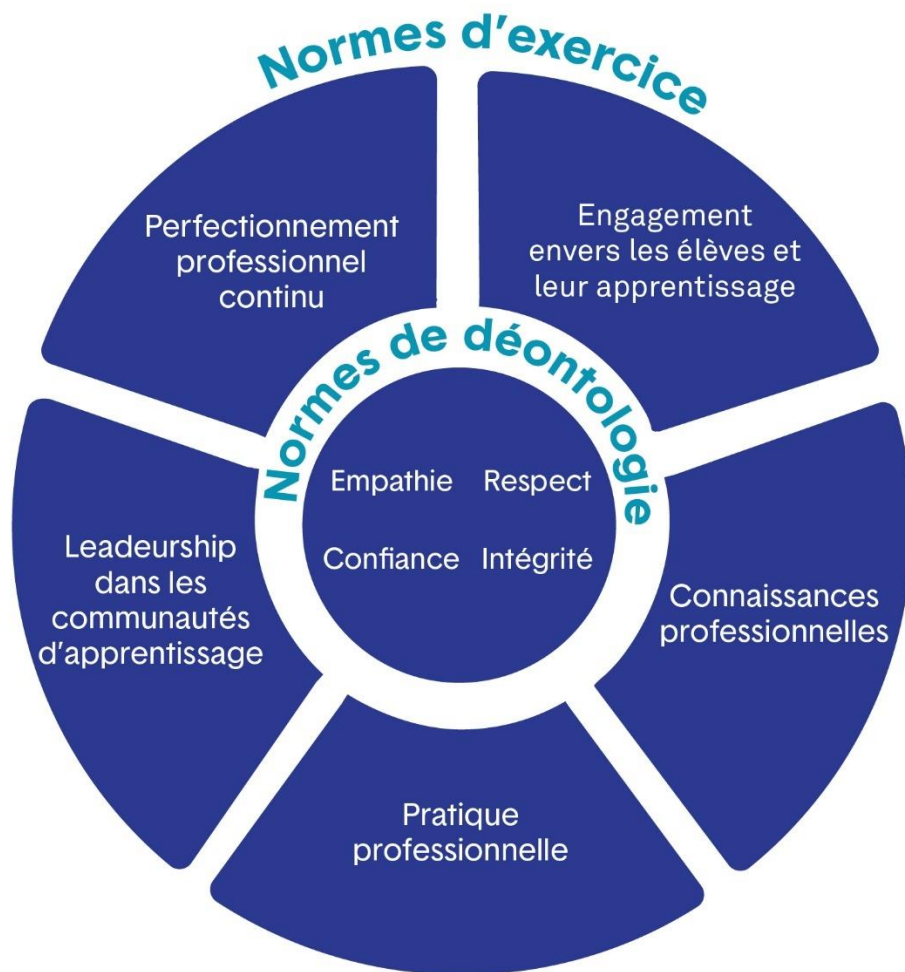 Normes d'exercice
Perfectionnement
professionnel
continu
Engagement
envers les élèves et
leur apprentissage
Normes de déontologie
Empathie Respect
Confiance Intégrité
Leadeurship
dans les
communautés
d'apprentissage
Connaissances
professionnelles
Pratique
professionnelle